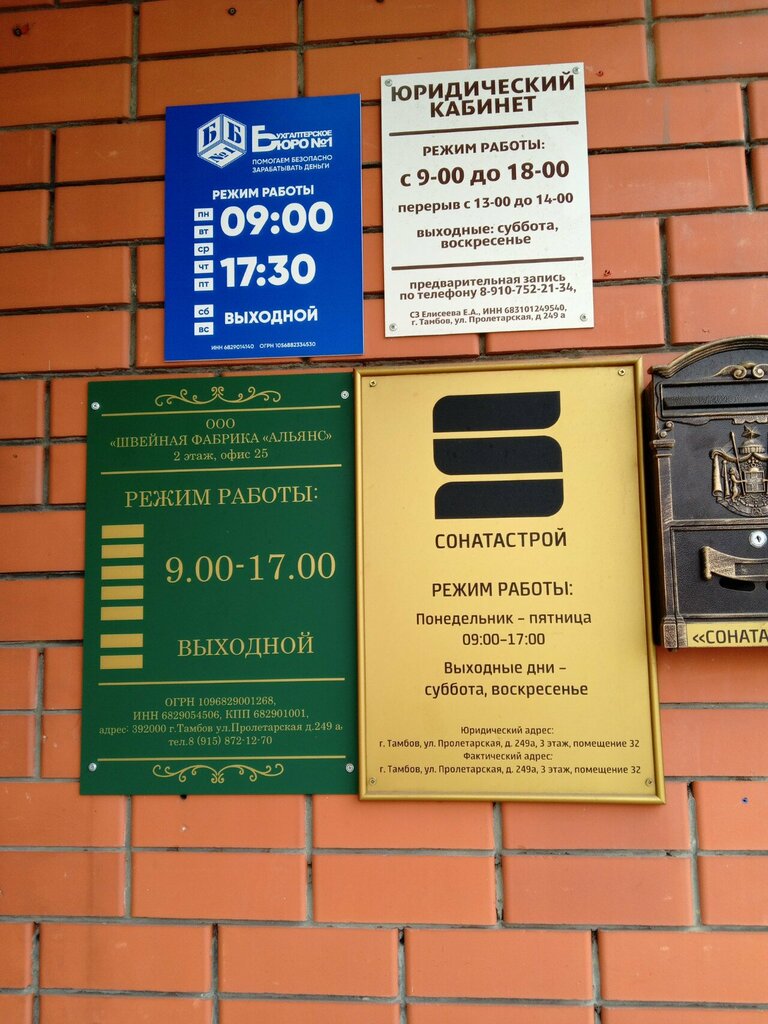 ББ
№1
БУХГАЛТЕРСКОЕ
БЮРО №1
ПОМОГАЕМ БЕЗОПАСНО
ЗАРАБАТЫВАТЬ ДЕНЬГИ
РЕЖИМ РАБОТЫ
пн
вт
ср
чт
пт
09:00
17:30
сб
вс
ВЫХОДНОЙ
ИНН 6829014140 ОГРН 1056882334530
ЮРИДИЧЕСКИЙ
КАБИНЕТ
РЕЖИМ РАБОТЫ:
с 9-00 до 18-00
перерыв с 13-00 до 14-00
выходные: суббота,
воскресенье
предварительная запись
по телефону 8-910-752-21-34,
СЗ Елисеева Е.А., ИНН 683101249540,
г. Тамбов, ул. Пролетарская, д 249 а
ООО
«ШВЕЙНАЯ ФАБРИКА «АЛЬЯНС»
2 этаж, офис 25
РЕЖИМ РАБОТЫ:
9.00-17.00
ВЫХОДНОЙ
ОГРН 1096829001268,
ИНН 6829054506, КПП 682901001,
адрес: 392000 г.Тамбов ул.Пролетарская д.249 а.
тел.8 (915) 872-12-70
СОНАТАСТРОЙ
РЕЖИМ РАБОТЫ:
Понедельник – пятница
09:00–17:00
Выходные дни –
суббота, воскресенье
Юридический адрес:
г. Тамбов, ул. Пролетарская, д. 249а, 3 этаж, помещение 32
Фактический адрес:
г. Тамбов, ул. Пролетарская, д. 249а, 3 этаж, помещение 32
«СОНАТА